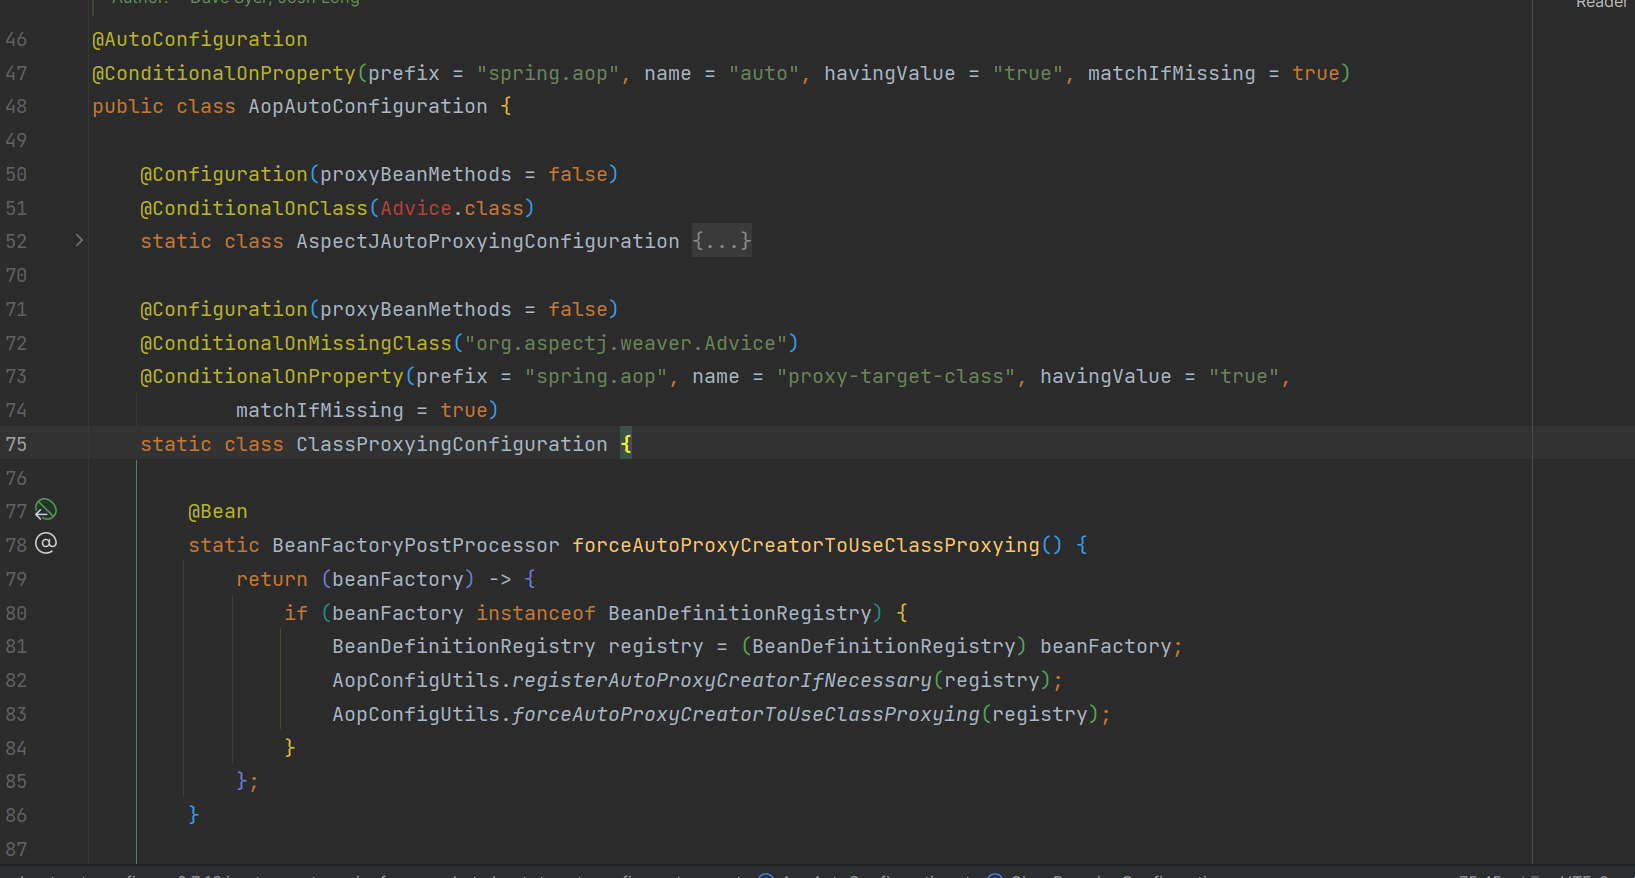 Reader
46 @AutoConfiguration
47 @ConditionalOnProperty(prefix = "spring.aop", name = "auto", havingValue = "true", matchIfMissing = true)
48 public class AopAutoConfiguration {
49
50 @Configuration(proxyBeanMethods = false)
51 @ConditionalOnClass(Advice.class)
52 static class AspectJAutoProxyingConfiguration {...}
70
71 @Configuration(proxyBeanMethods = false)
72 @ConditionalOnMissingClass("org.aspectj.weaver.Advice")
73 @ConditionalOnProperty(prefix = "spring.aop", name = "proxy-target-class", havingValue = "true",
74 matchIfMissing = true)
75 static class ClassProxyingConfiguration {
76
77 @Bean
78 static BeanFactoryPostProcessor forceAutoProxyCreatorToUseClassProxying() {
79 return (beanFactory) -> {
80 if (beanFactory instanceof BeanDefinitionRegistry) {
81 BeanDefinitionRegistry registry = (BeanDefinitionRegistry) beanFactory;
82 AopConfigUtils.registerAutoProxyCreatorIfNecessary(registry);
83 AopConfigUtils.forceAutoProxyCreatorToUseClassProxying(registry);
84 }
85 };
86 }
87